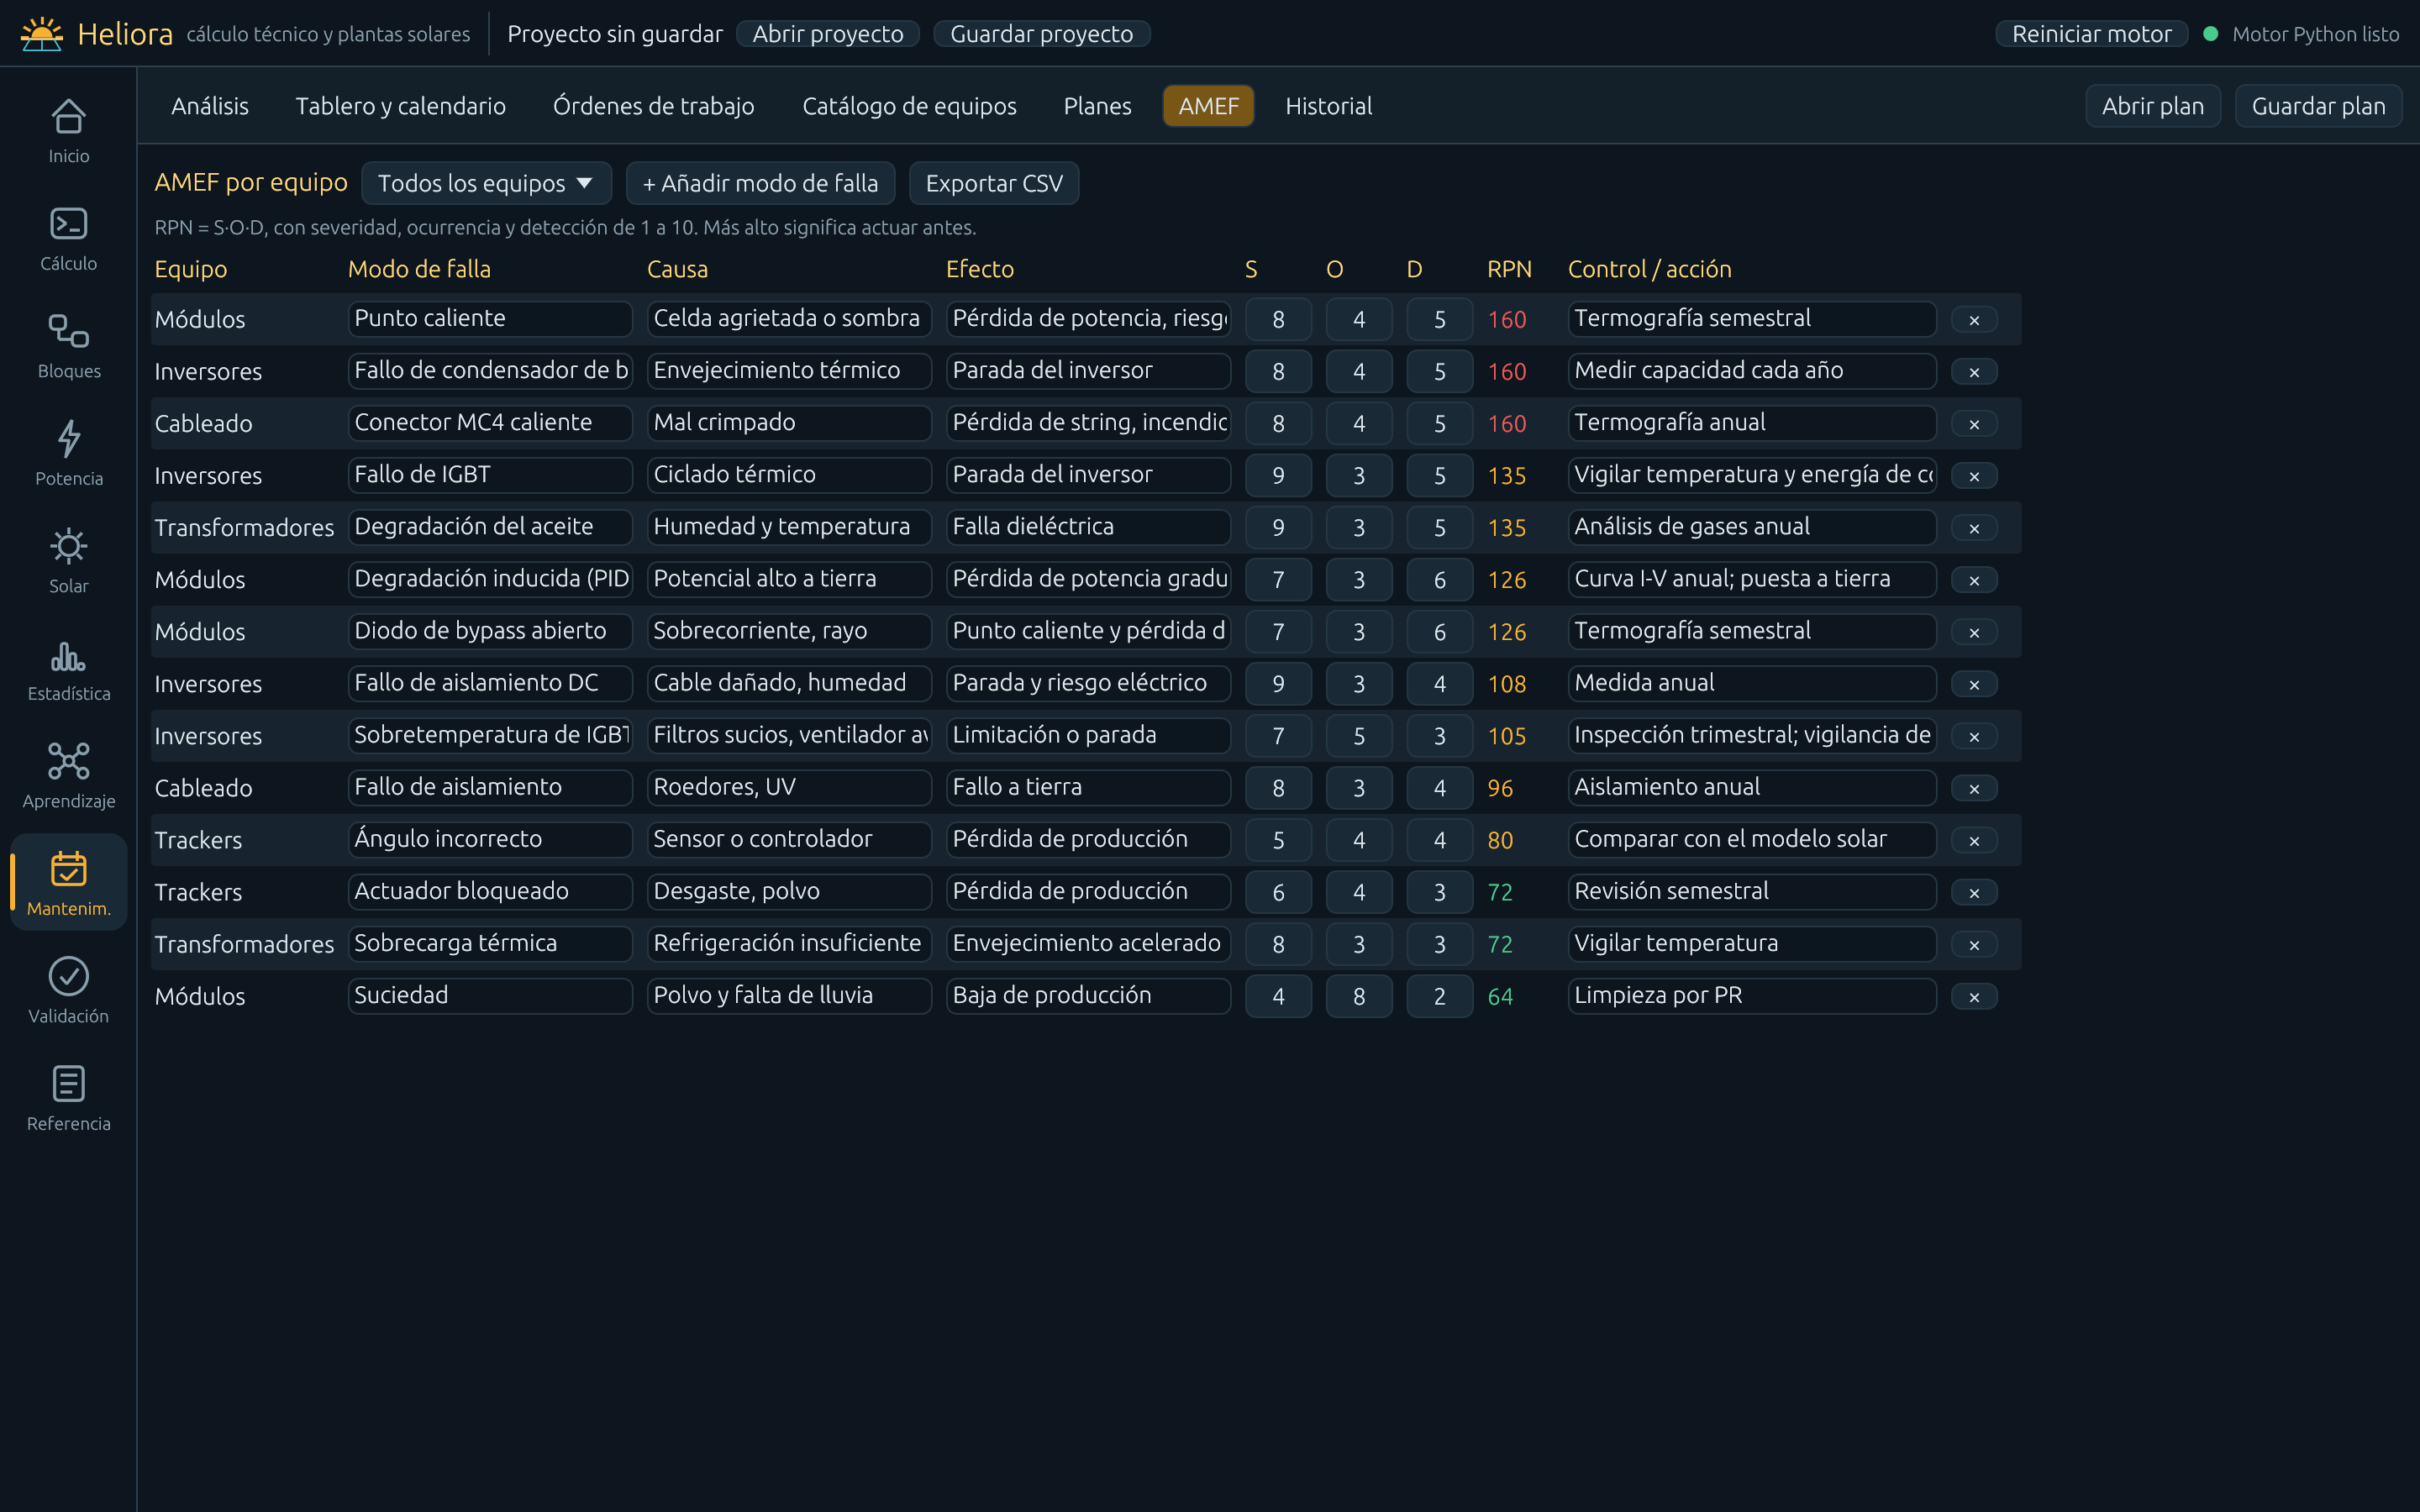 Heliora cálculo técnico y plantas solares Proyecto sin guardar Abrir proyecto Guardar proyecto Reiniciar motor Motor Python listo
Análisis Tablero y calendario Órdenes de trabajo Catálogo de equipos Planes AMEF Historial Abrir plan Guardar plan
Inicio
Cálculo
Bloques
Potencia
Solar
Estadística
Aprendizaje
Mantenim.
Validación
Referencia
AMEF por equipo Todos los equipos + Añadir modo de falla Exportar CSV
RPN = S·O·D, con severidad, ocurrencia y detección de 1 a 10. Más alto significa actuar antes.
Equipo Modo de falla Causa Efecto S O D RPN Control / acción
Módulos Punto caliente Celda agrietada o sombra Pérdida de potencia, riesgo 8 4 5 160 Termografía semestral ×
Inversores Fallo de condensador de b Envejecimiento térmico Parada del inversor 8 4 5 160 Medir capacidad cada año ×
Cableado Conector MC4 caliente Mal crimpado Pérdida de string, incendio 8 4 5 160 Termografía anual ×
Inversores Fallo de IGBT Ciclado térmico Parada del inversor 9 3 5 135 Vigilar temperatura y energía de co ×
Transformadores Degradación del aceite Humedad y temperatura Falla dieléctrica 9 3 5 135 Análisis de gases anual ×
Módulos Degradación inducida (PID Potencial alto a tierra Pérdida de potencia gradu 7 3 6 126 Curva I-V anual; puesta a tierra ×
Módulos Diodo de bypass abierto Sobrecorriente, rayo Punto caliente y pérdida d 7 3 6 126 Termografía semestral ×
Inversores Fallo de aislamiento DC Cable dañado, humedad Parada y riesgo eléctrico 9 3 4 108 Medida anual ×
Inversores Sobretemperatura de IGBT Filtros sucios, ventilador av Limitación o parada 7 5 3 105 Inspección trimestral; vigilancia de ×
Cableado Fallo de aislamiento Roedores, UV Fallo a tierra 8 3 4 96 Aislamiento anual ×
Trackers Ángulo incorrecto Sensor o controlador Pérdida de producción 5 4 4 80 Comparar con el modelo solar ×
Trackers Actuador bloqueado Desgaste, polvo Pérdida de producción 6 4 3 72 Revisión semestral ×
Transformadores Sobrecarga térmica Refrigeración insuficiente Envejecimiento acelerado 8 3 3 72 Vigilar temperatura ×
Módulos Suciedad Polvo y falta de lluvia Baja de producción 4 8 2 64 Limpieza por PR ×